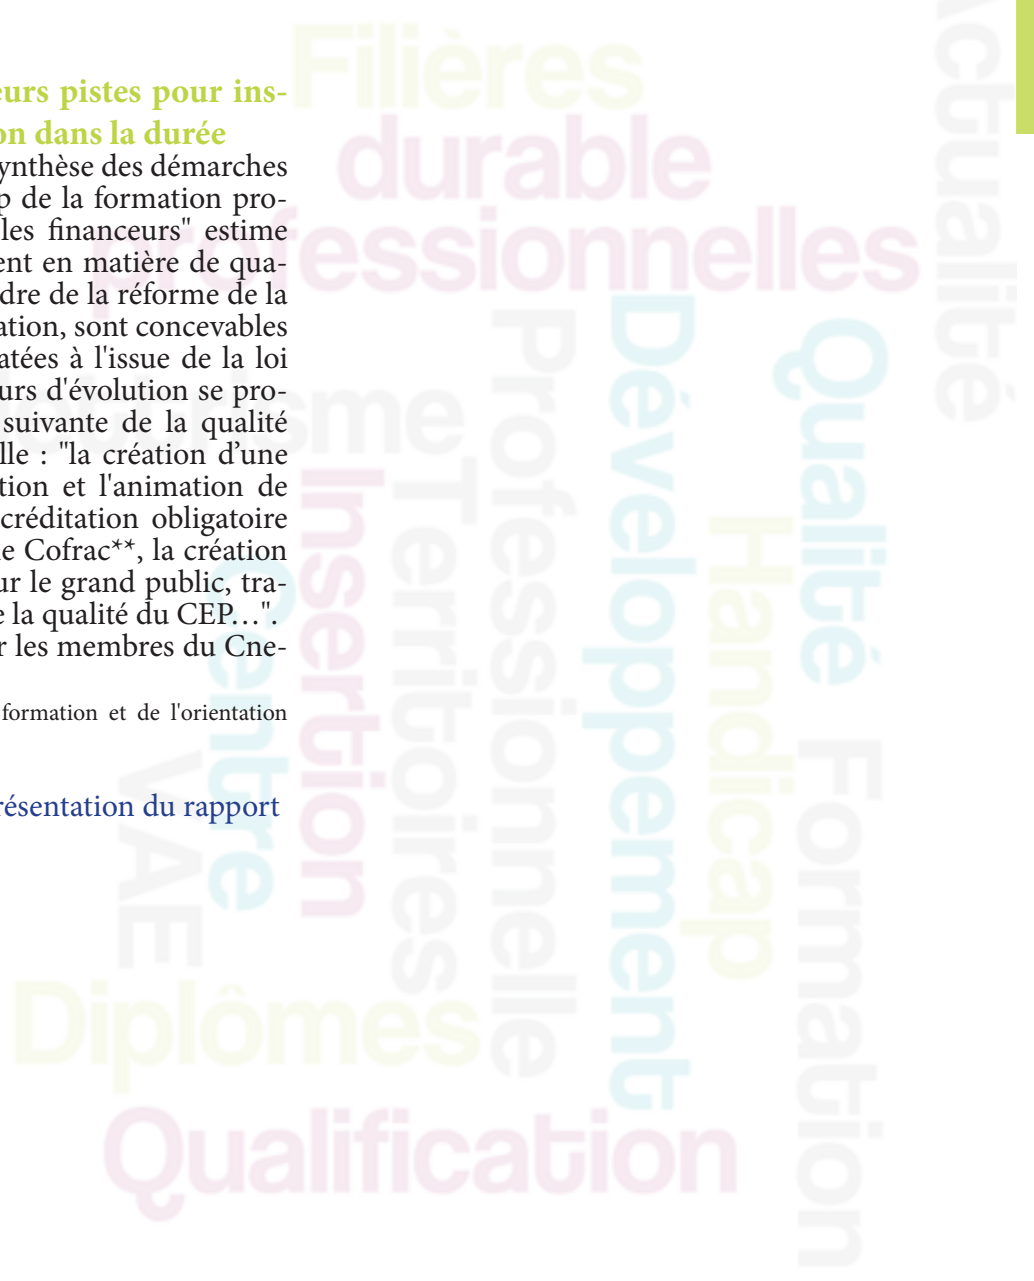 eurs pistes pour ins-
on dans la durée
ynthèse des démarches
p de la formation pro-
les financeurs" estime
ent en matière de qua-
dre de la réforme de la
ation, sont concevables
atées à l'issue de la loi
urs d'évolution se pro-
suivante de la qualité
lle : "la création d’une
tion et l'animation de
créditation obligatoire
e Cofrac**, la création
ur le grand public, tra-
e la qualité du CEP…".
r les membres du Cne-
formation et de l'orientation
résentation du rapport
Filières
durable
professionnelles
Actualité
Tourisme
Professionnelle
Développement
Qualité
Insertion
Territoires
Handicap
Centre
VAE
Formation
Diplômes
Qualification